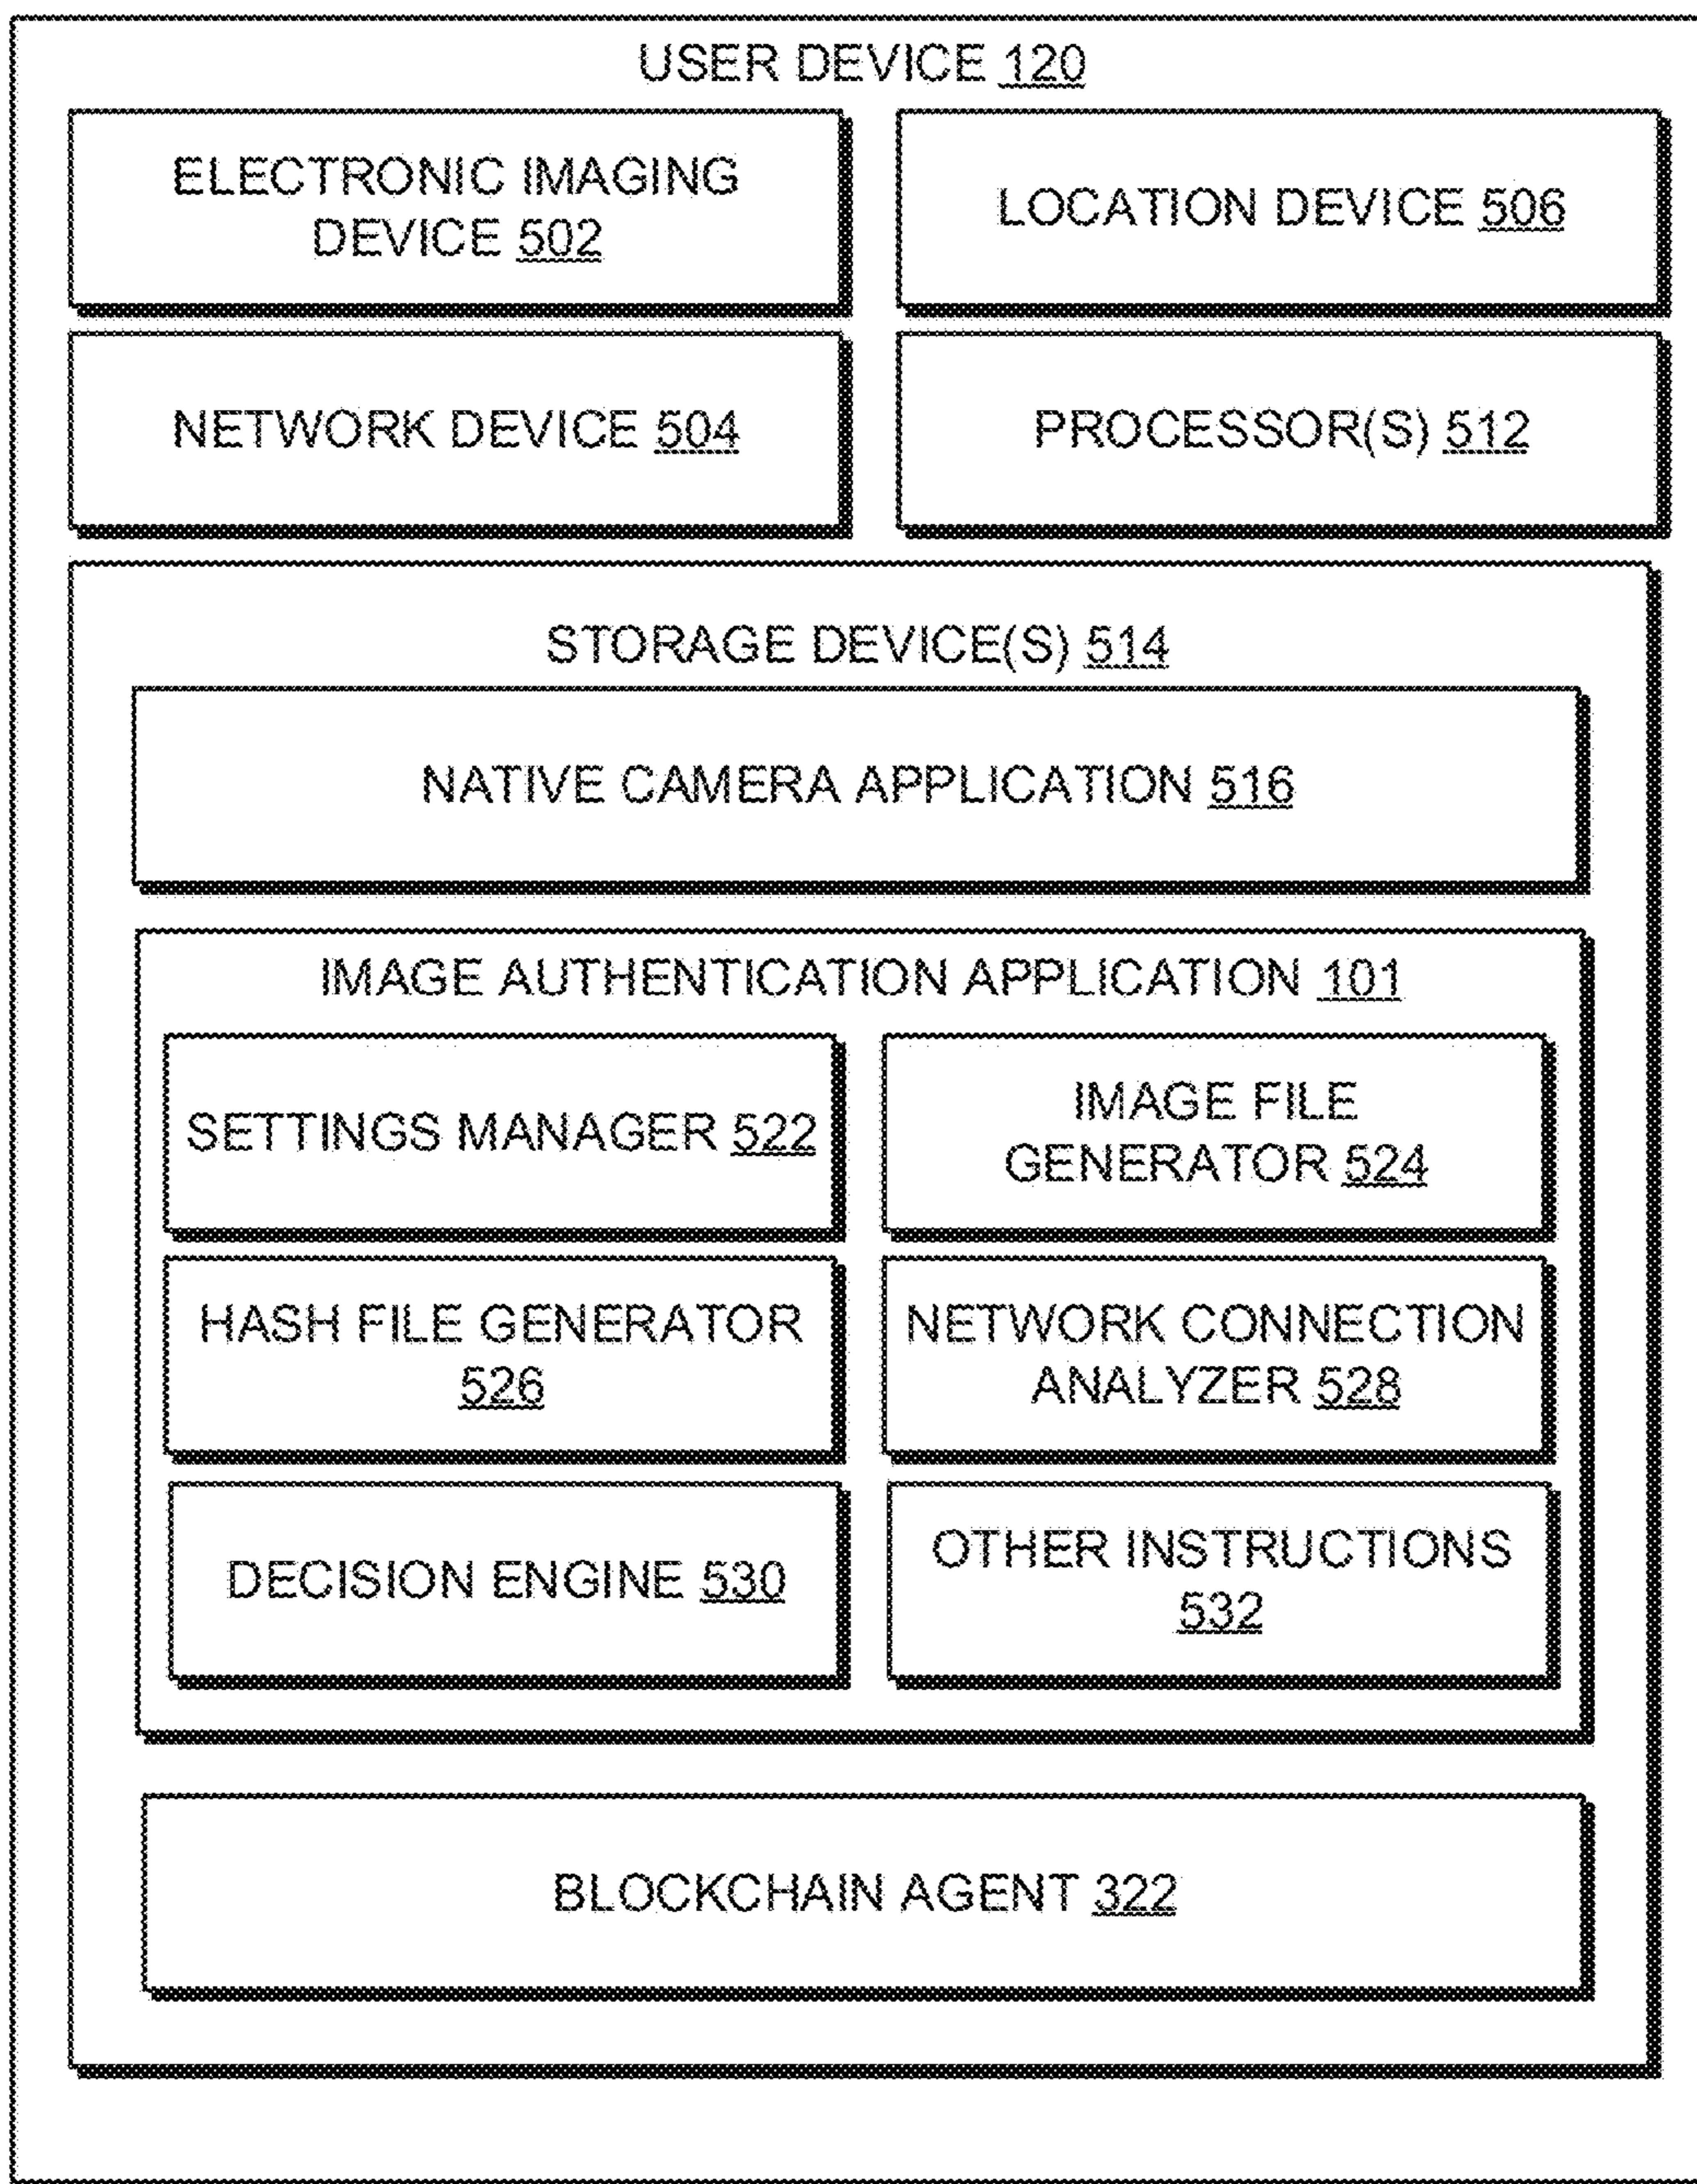 USER DEVICE 120
ELECTRONIC IMAGING
DEVICE 502
LOCATION DEVICE 506
NETWORK DEVICE 504
PROCESSOR(S) 512
STORAGE DEVICE(S) 514
NATIVE CAMERA APPLICATION 516
IMAGE AUTHENTICATION APPLICATION 101
SETTINGS MANAGER 522
IMAGE FILE
GENERATOR 524
HASH FILE GENERATOR
526
NETWORK CONNECTION
ANALYZER 528
DECISION ENGINE 530
OTHER INSTRUCTIONS
532
BLOCKCHAIN AGENT 322